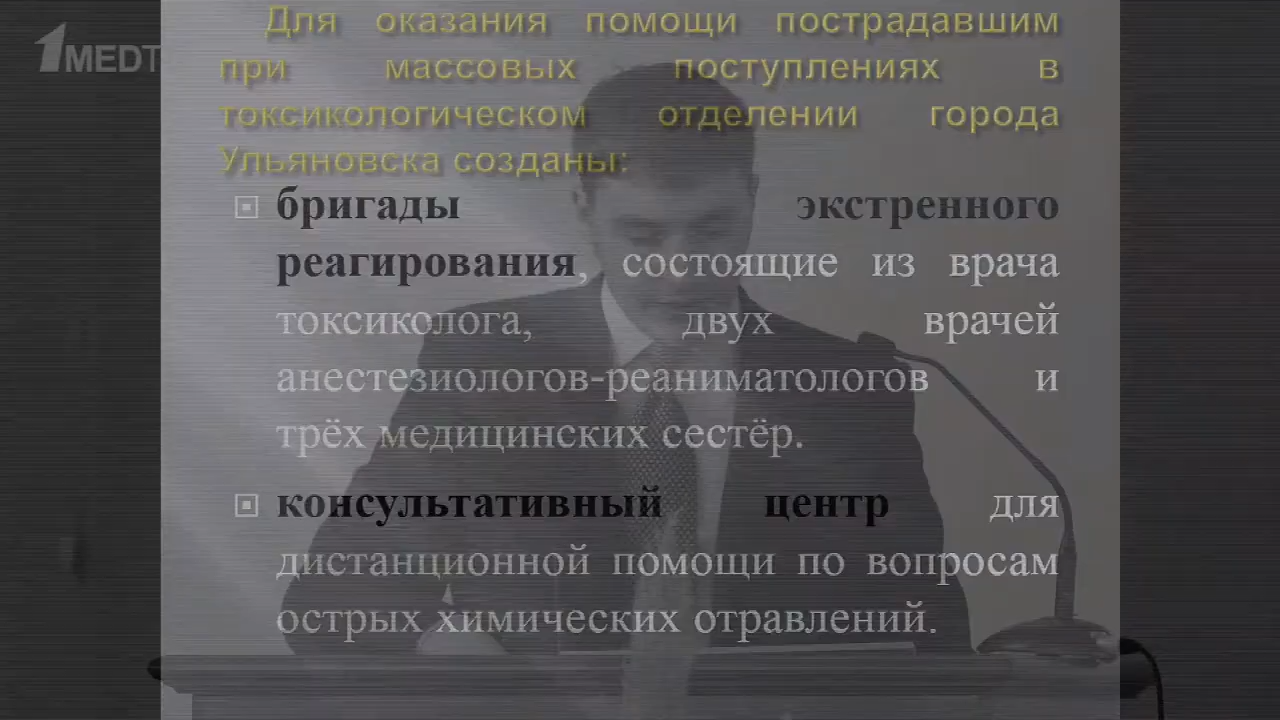 1MEDT
Для оказания помощи пострадавшим
при массовых поступлениях в
токсикологическом отделении города
Ульяновска созданы:
бригады экстренного
реагирования, состоящие из врача
токсиколога, двух врачей
анестезиологов-реаниматологов и
трёх медицинских сестёр.
консультативный центр для
дистанционной помощи по вопросам
острых химических отравлений.